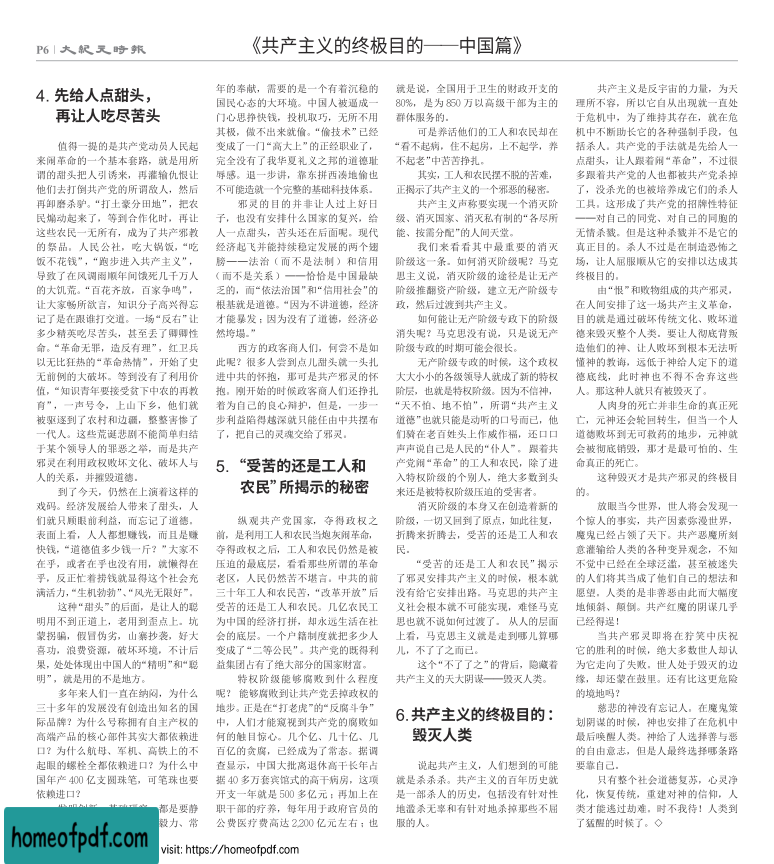 P6 大紀元時報
《共产主义的终极目的——中国篇》
4. 先给人点甜头，
再让人吃尽苦头
值得一提的是共产党动员人民起
来闹革命的一个基本套路，就是用所
谓的甜头把人引诱来，再灌输仇恨让
他们去打倒共产党的所谓敌人，然后
再卸磨杀驴。“打土豪分田地”，把农
民煽动起来了，等到合作化时，再让
这些农民一无所有，成为了共产邪教
的祭品。人民公社，吃大锅饭，“吃
饭不花钱”，“跑步进入共产主义”，
导致了在风调雨顺年间饿死几千万人
的大饥荒。“百花齐放，百家争鸣”，
让大家畅所欲言，知识分子高兴得忘
记了是在跟谁打交道。一场“反右”让
多少精英吃尽苦头，甚至丢了卿卿性
命。“革命无罪，造反有理”，红卫兵
以无比狂热的“革命热情”，开始了史
无前例的大破坏。等到没有了利用价
值，“知识青年要接受贫下中农的再教
育”，一声号令，上山下乡，他们就
被驱逐到了农村和边疆，整整害惨了
一代人。这些荒诞悲剧不能简单归结
于某个领导人的罪恶之举，而是共产
邪灵在利用政权败坏文化、破坏人与
人的关系，并摧毁道德。
到了今天，仍然在上演着这样的
戏码。经济发展给人带来了甜头，人
们就只顾眼前利益，而忘记了道德。
表面上看，人人都想赚钱，而且是赚
快钱，“道德值多少钱一斤？”大家不
在乎，或者在乎也没有用，就懒得在
乎，反正忙着捞钱就显得这个社会充
满活力，“生机勃勃”、“风光无限好”。
这种“甜头”的后面，是让人的聪
明用不到正道上，老用到歪点上。坑
蒙拐骗，假冒伪劣，山寨抄袭，好大
喜功，浪费资源，破坏环境，不计后
果，处处体现出中国人的“精明”和“聪
明”，就是用的不是地方。
多年来人们一直在纳闷，为什么
三十多年的发展没有创造出知名的国
际品牌？为什么号称拥有自主产权的
高端产品的核心部件其实大都依赖进
口？为什么航母、军机、高铁上的不
起眼的螺栓全都依赖进口？为什么中
国年产 400 亿支圆珠笔，可笔珠也要
依赖进口？
都是要静
毅力、常
年的奉献，需要的是一个有着沉稳的
国民心态的大环境。中国人被逼成一
门心思挣快钱，投机取巧，无所不用
其极，做不出来就偷。“偷技术”已经
变成了一门“高大上”的正经职业了，
完全没有了我华夏礼义之邦的道德耻
辱感。退一步讲，靠东拼西凑地偷也
不可能造就一个完整的基础科技体系。
邪灵的目的并非让人过上好日
子，也没有安排什么国家的复兴，给
人一点甜头，苦头还在后面呢。现代
经济起飞并能持续稳定发展的两个翅
膀——法治（而不是法制）和信用
（而不是关系）——恰恰是中国最缺
乏的，而“依法治国”和“信用社会”的
根基就是道德。“因为不讲道德，经济
才能暴发；因为没有了道德，经济必
然垮塌。”
西方的政客商人们，何尝不是如
此呢？很多人尝到点儿甜头就一头扎
进中共的怀抱，那可是共产邪灵的怀
抱。刚开始的时候政客商人们还挣扎
着为自己的良心辩护，但是，一步一
步利益陷得越深就只能任由中共摆布
了，把自己的灵魂交给了邪灵。
5. “受苦的还是工人和
农民”所揭示的秘密
纵观共产党国家，夺得政权之
前，是利用工人和农民当炮灰闹革命，
夺得政权之后，工人和农民仍然是被
压迫的最底层，看看那些所谓的革命
老区，人民仍然苦不堪言。中共的前
三十年工人和农民苦，“改革开放”后
受苦的还是工人和农民。几亿农民工
为中国的经济打拼，却永远生活在社
会的底层。一个户籍制度就把多少人
变成了“二等公民”。共产党的既得利
益集团占有了绝大部分的国家财富。
特权阶级能够腐败到什么程度
呢？ 能够腐败到让共产党丢掉政权的
地步。正是在“打老虎”的“反腐斗争”
中，人们才能窥视到共产党的腐败如
何的触目惊心。几个亿、几十亿、几
百亿的贪腐，已经成为了常态。据调
查显示，中国大批离退休高干长年占
据 40 多万套宾馆式的高干病房，这项
开支一年就是 500 多亿元；再加上在
职干部的疗养，每年用于政府官员的
公费医疗费高达 2,200 亿元左右；也
就是说，全国用于卫生的财政开支的
80%，是为 850 万以高级干部为主的
群体服务的。
可是养活他们的工人和农民却在
“看不起病，住不起房，上不起学，养
不起老”中苦苦挣扎。
其实，工人和农民摆不脱的苦难，
正揭示了共产主义的一个邪恶的秘密。
共产主义声称要实现一个消灭阶
级、消灭国家、消灭私有制的“各尽所
能、按需分配”的人间天堂。
我们来看看其中最重要的消灭
阶级这一条。如何消灭阶级呢？马克
思主义说，消灭阶级的途径是让无产
阶级推翻资产阶级，建立无产阶级专
政，然后过渡到共产主义。
如何能让无产阶级专政下的阶级
消失呢？马克思没有说，只是说无产
阶级专政的时期可能会很长。
无产阶级专政的时候，这个政权
大大小小的各级领导人就成了新的特权
阶层，也就是特权阶级。因为不信神，
“天不怕、地不怕”，所谓“共产主义
道德”也就只能是动听的口号而已，他
们骑在老百姓头上作威作福，还口口
声声说自己是人民的“仆人”。 跟着共
产党闹“革命”的工人和农民，除了进
入特权阶级的个别人，绝大多数到头
来还是被特权阶级压迫的受害者。
消灭阶级的本身又在创造着新的
阶级，一切又回到了原点，如此往复，
折腾来折腾去，受苦的还是工人和农
民。
“受苦的还是工人和农民”揭示
了邪灵安排共产主义的时候，根本就
没有给它安排出路。马克思的共产主
义社会根本就不可能实现，难怪马克
思也就不说如何过渡了。 从人的层面
上看，马克思主义就是走到哪儿算哪
儿，不了了之而已。
这个“不了了之”的背后，隐藏着
共产主义的天大阴谋——毁灭人类。
6. 共产主义的终极目的：
毁灭人类
说起共产主义，人们想到的可能
就是杀杀杀。共产主义的百年历史就
是一部杀人的历史，包括没有针对性
地滥杀无辜和有针对地杀掉那些不屈
服的人。
共产主义是反宇宙的力量，为天
理所不容，所以它自从出现就一直处
于危机中，为了维持其存在，就在危
机中不断助长它的各种强制手段，包
括杀人。共产党的手法就是先给人一
点甜头，让人跟着闹“革命”，不过很
多跟着共产党的人也都被共产党杀掉
了，没杀光的也被培养成它们的杀人
工具。这形成了共产党的招牌性特征
——对自己的同党、对自己的同胞的
无情杀戮。但是这种杀戮并不是它的
真正目的。杀人不过是在制造恐怖之
场，让人屈服顺从它的安排以达成其
终极目的。
由“恨”和败物组成的共产邪灵，
在人间安排了这一场共产主义革命，
目的就是通过破坏传统文化、败坏道
德来毁灭整个人类。要让人彻底背叛
造他们的神、让人败坏到根本无法听
懂神的教诲，远低于神给人定下的道
德底线，此时神也不得不舍弃这些
人。那这种人就只有被毁灭了。
人肉身的死亡并非生命的真正死
亡，元神还会轮回转生，但当一个人
道德败坏到无可救药的地步，元神就
会被彻底销毁，那才是最可怕的、生
命真正的死亡。
这种毁灭才是共产邪灵的终极目
的。
放眼当今世界，世人将会发现一
个惊人的事实，共产因素弥漫世界，
魔鬼已经占领了天下。共产恶魔所刻
意灌输给人类的各种变异观念，不知
不觉中已经在全球泛滥，甚至被迷失
的人们将其当成了他们自己的想法和
愿望。人类的是非善恶由此而大幅度
地倾斜、颠倒。共产红魔的阴谋几乎
已经得逞！
当共产邪灵即将在狞笑中庆祝
它的胜利的时候，绝大多数世人却认
为它走向了失败。世人处于毁灭的边
缘，却还蒙在鼓里。还有比这更危险
的境地吗？
慈悲的神没有忘记人。在魔鬼策
划阴谋的时候，神也安排了在危机中
最后唤醒人类。神给了人选择善与恶
的自由意志，但是人最终选择哪条路
要靠自己。
只有整个社会道德复苏，心灵净
化，恢复传统，重建对神的信仰，人
类才能逃过劫难。时不我待！人类到
了猛醒的时候了。◇
homeofpdf.com
visit: https://homeofpdf.com